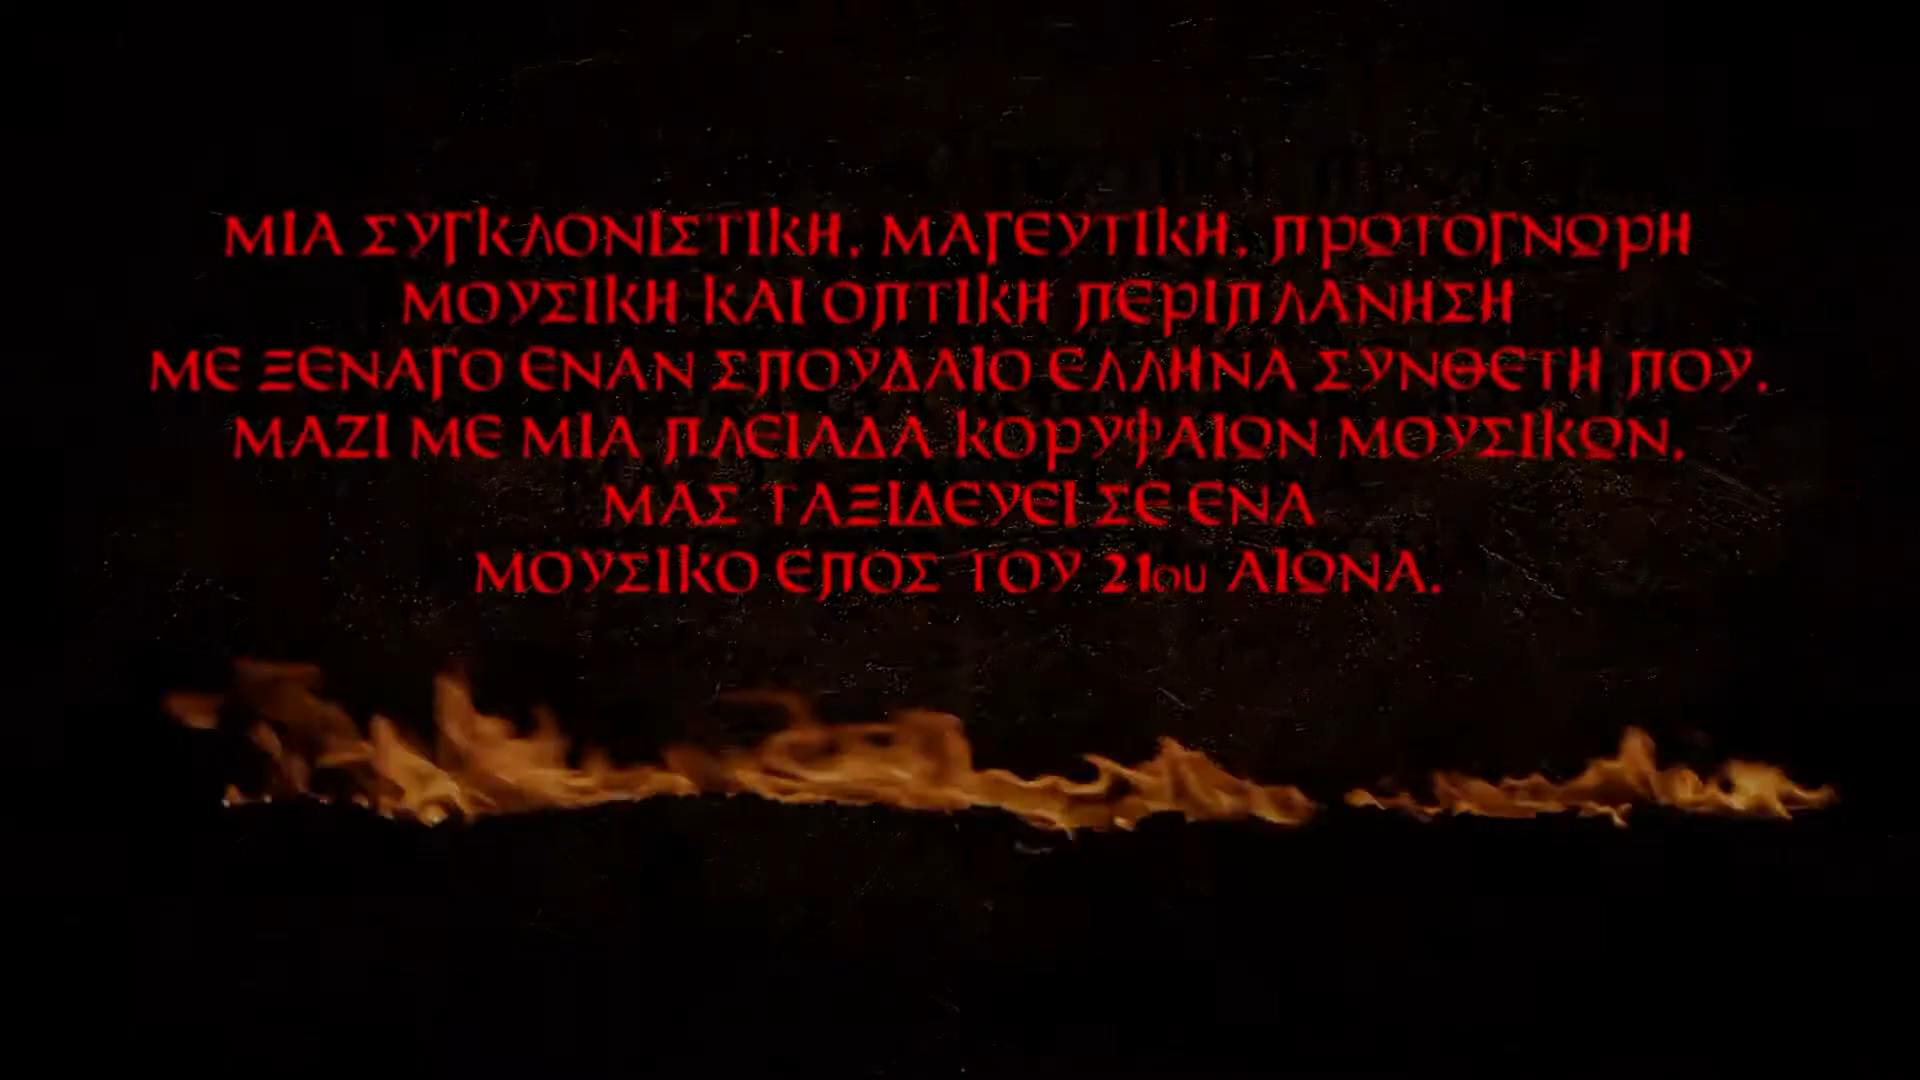 ΜΙΑ ΣΥΓΚΛΟΝΙΣΤΙΚΗ, ΜΑΓΕΥΤΙΚΗ, ΠΡΩΤΟΓΝΩΡΗ
ΜΟΥΣΙΚΗ ΚΑΙ ΟΠΤΙΚΗ ΠΕΡΙΠΛΑΝΗΣΗ
ΜΕ ΞΕΝΑΓΟ ΕΝΑΝ ΣΠΟΥΔΑΙΟ ΕΛΛΗΝΑ ΣΥΝΘΕΤΗ ΠΟΥ,
ΜΑΖΙ ΜΕ ΜΙΑ ΠΛΕΙΑΔΑ ΚΟΡΥΦΑΙΩΝ ΜΟΥΣΙΚΩΝ,
ΜΑΣ ΤΑΞΙΔΕΥΕΙ ΣΕ ΕΝΑ
ΜΟΥΣΙΚΟ ΕΠΟΣ ΤΟΥ 21ου ΑΙΩΝΑ.